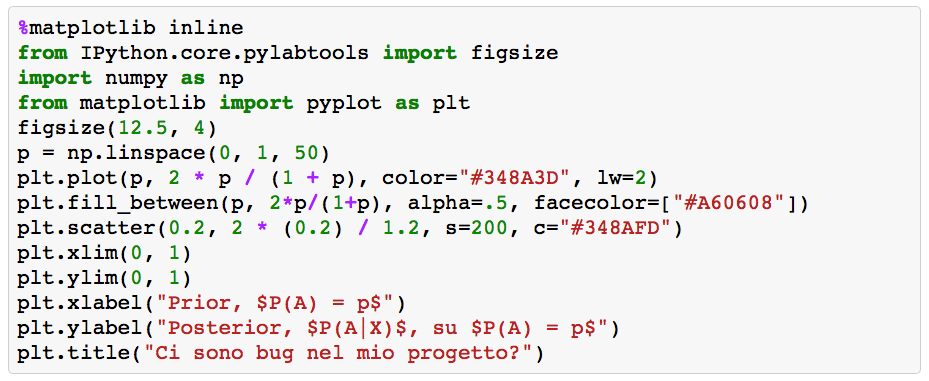 %matplotlib inline
from IPython.core.pylabtools import figsize
import numpy as np
from matplotlib import pyplot as plt
figsize(12.5, 4)
p = np.linspace(0, 1, 50)
plt.plot(p, 2 * p / (1 + p), color="#348A3D", lw=2)
plt.fill_between(p, 2*p/(1+p), alpha=.5, facecolor=["#A60608"])
plt.scatter(0.2, 2 * (0.2) / 1.2, s=200, c="#348AFD")
plt.xlim(0, 1)
plt.ylim(0, 1)
plt.xlabel("Prior, $P(A) = p$")
plt.ylabel("Posterior, $P(A|X)$, su $P(A) = p$")
plt.title("Ci sono bug nel mio progetto?")